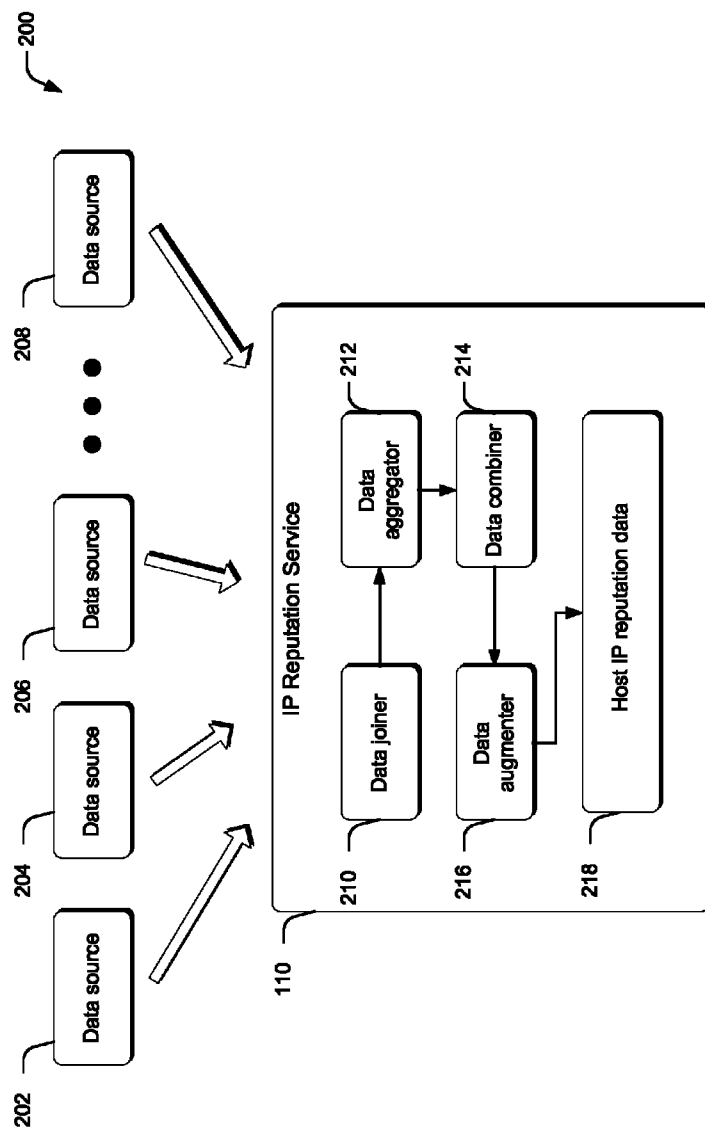 200
Data source
Data source
Data source
Data source
202
204
206
208
IP Reputation Service
110
Data joiner
210
Data
aggregator
212
Data combiner
214
Data
augmenter
216
Host IP reputation data
218